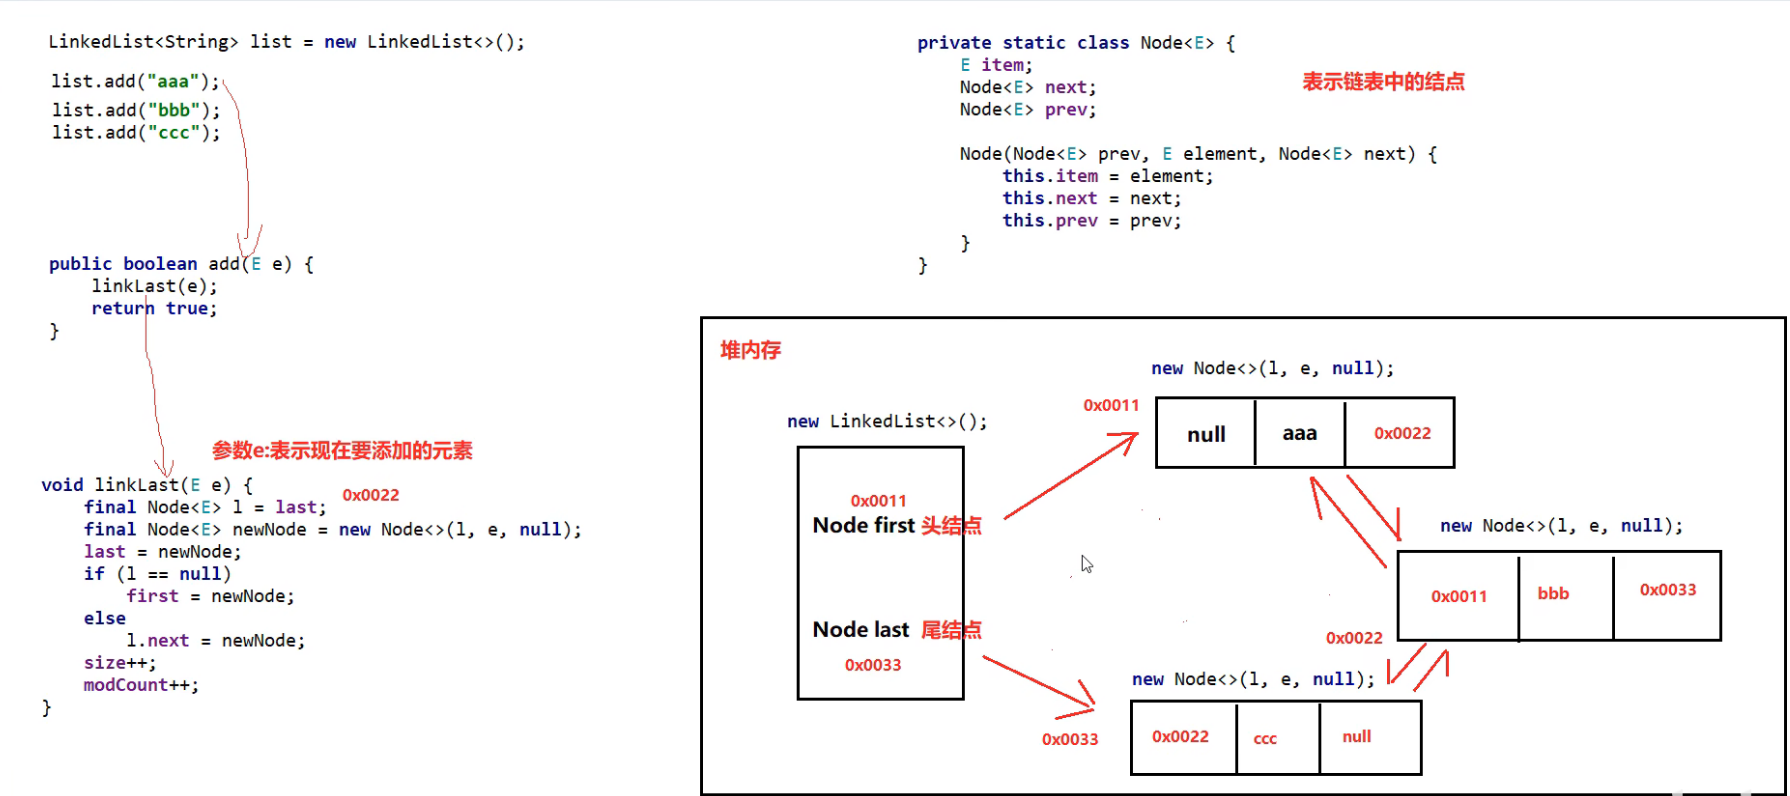 LinkedList<String> list = new LinkedList<>();
list.add("aaa");
list.add("bbb");
list.add("ccc");
public boolean add(E e) {
linkLast(e);
return true;
}
参数e:表示现在要添加的元素
void linkLast(E e) {
0x0022
final Node<E> l = last;
final Node<E> newNode = new Node<>(l, e, null);
last = newNode;
if (l == null)
first = newNode;
else
l.next = newNode;
size++;
modCount++;
}
private static class Node<E> {
E item;
Node<E> next;
Node<E> prev;
表示链表中的结点
Node(Node<E> prev, E element, Node<E> next) {
this.item = element;
this.next = next;
this.prev = prev;
}
}
堆内存
new LinkedList<>();
0x0011
Node first 头结点
Node last 尾结点
0x0033
new Node<>(l, e, null);
0x0011
null aaa 0x0022
new Node<>(l, e, null);
0x0011 bbb 0x0033
0x0022
new Node<>(l, e, null);
0x0033
0x0022 ccc null